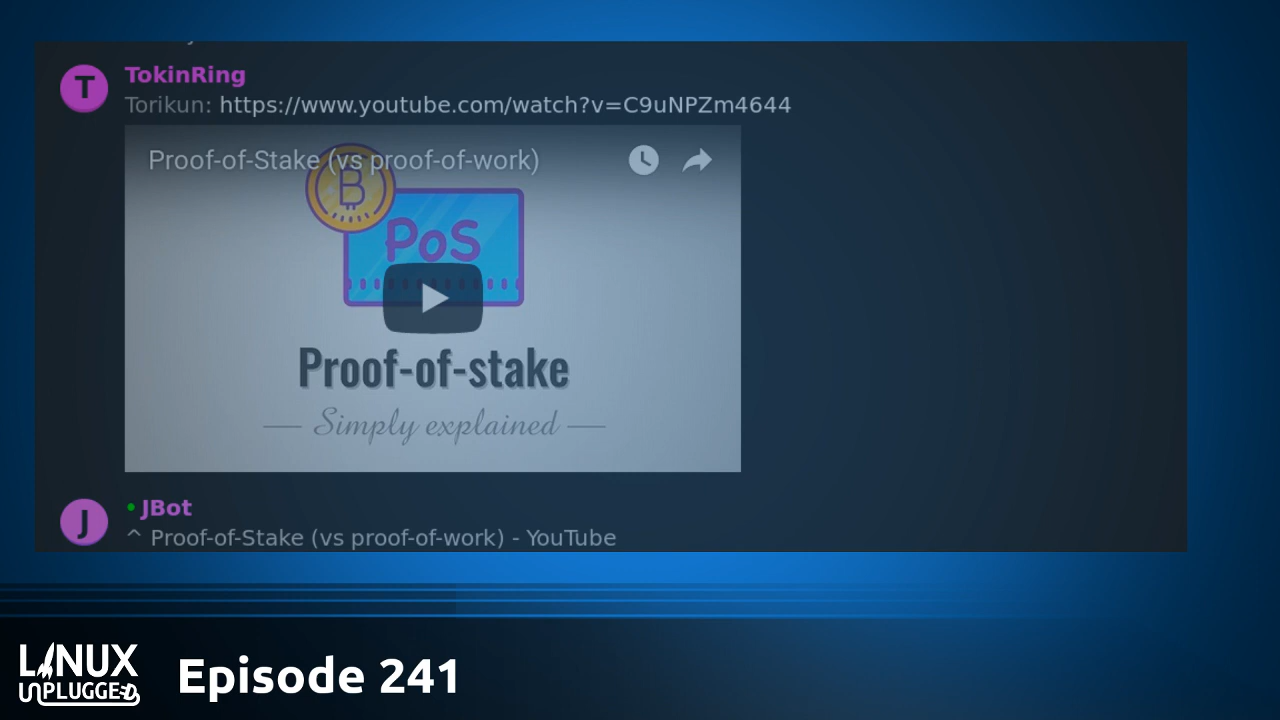 T
TokinRing
Torikun: https://www.youtube.com/watch?v=C9uNPZm4644
Proof-of-Stake (vs proof-of-work)
B
PoS
Proof-of-stake
Simply explained
J
• JBot
^ Proof-of-Stake (vs proof-of-work) - YouTube
LINUX
UNPLUGGED
Episode 241